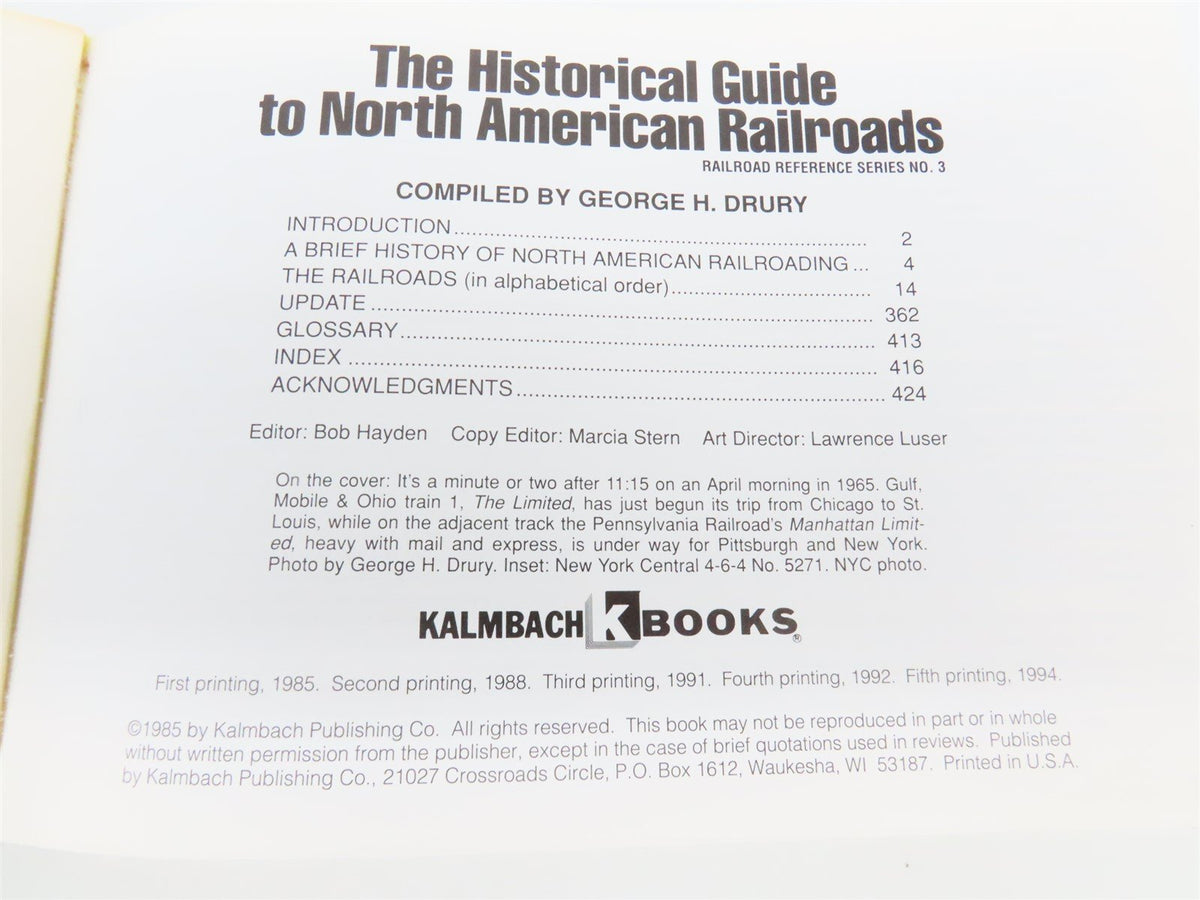 The Historical Guide
to North American Railroads
RAILROAD REFERENCE SERIES NO. 3
COMPILED BY GEORGE H. DRURY
INTRODUCTION........................................................ 2
A BRIEF HISTORY OF NORTH AMERICAN RAILROADING ... 4
THE RAILROADS (in alphabetical order)............................ 14
UPDATE .................................................................... 362
GLOSSARY................................................................ 413
INDEX ....................................................................... 416
ACKNOWLEDGMENTS................................................. 424
Editor: Bob Hayden Copy Editor: Marcia Stern Art Director: Lawrence Luser
On the cover: It's a minute or two after 11:15 on an April morning in 1965. Gulf,
Mobile & Ohio train 1, The Limited, has just begun its trip from Chicago to St.
Louis, while on the adjacent track the Pennsylvania Railroad's Manhattan Limit-
ed, heavy with mail and express, is under way for Pittsburgh and New York.
Photo by George H. Drury. Inset: New York Central 4-6-4 No. 5271. NYC photo.
KALMBACH K BOOKS®
First printing, 1985. Second printing, 1988. Third printing, 1991. Fourth printing, 1992. Fifth printing, 1994.
©1985 by Kalmbach Publishing Co. All rights reserved. This book may not be reproduced in part or in whole
without written permission from the publisher, except in the case of brief quotations used in reviews. Published
by Kalmbach Publishing Co., 21027 Crossroads Circle, P.O. Box 1612, Waukesha, WI 53187. Printed in U.S.A.